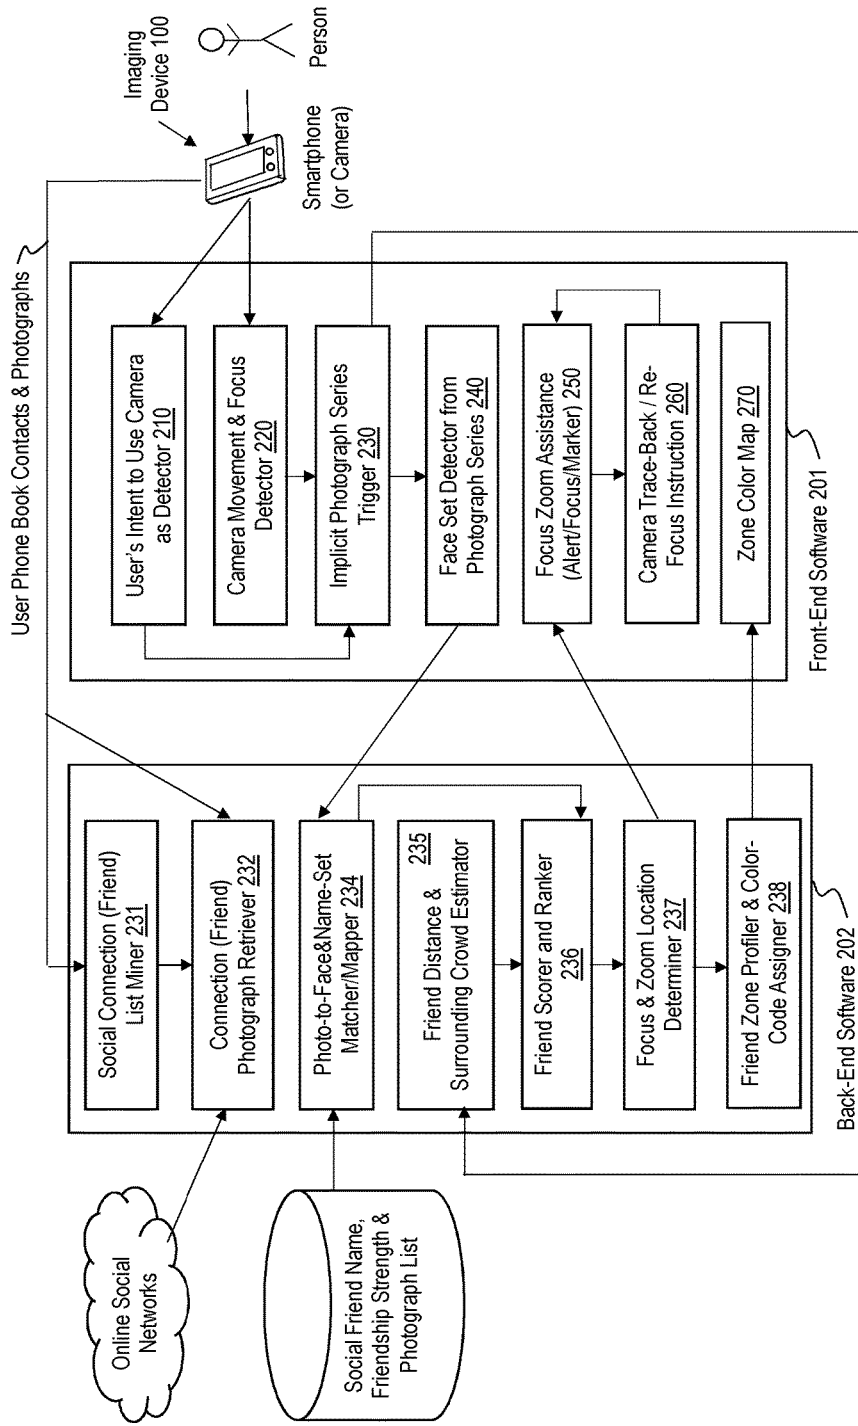 User Phone Book Contacts & Photographs
Imaging
Device 100
Smartphone
(or Camera)
Person
User's Intent to Use Camera
as Detector 210
Camera Movement & Focus
Detector 220
Implicit Photograph Series
Trigger 230
Face Set Detector from
Photograph Series 240
Focus Zoom Assistance
(Alert/Focus/Marker) 250
Camera Trace-Back / Re-
Focus Instruction 260
Zone Color Map 270
Front-End Software 201
Social Connection (Friend)
List Miner 231
Connection (Friend)
Photograph Retriever 232
Photo-to-Face&Name-Set
Matcher/Mapper 234
Friend Distance & 235
Surrounding Crowd Estimator
Friend Scorer and Ranker
236
Focus & Zoom Location
Determiner 237
Friend Zone Profiler & Color-
Code Assigner 238
Back-End Software 202
Online Social
Networks
Social Friend Name,
Friendship Strength &
Photograph List